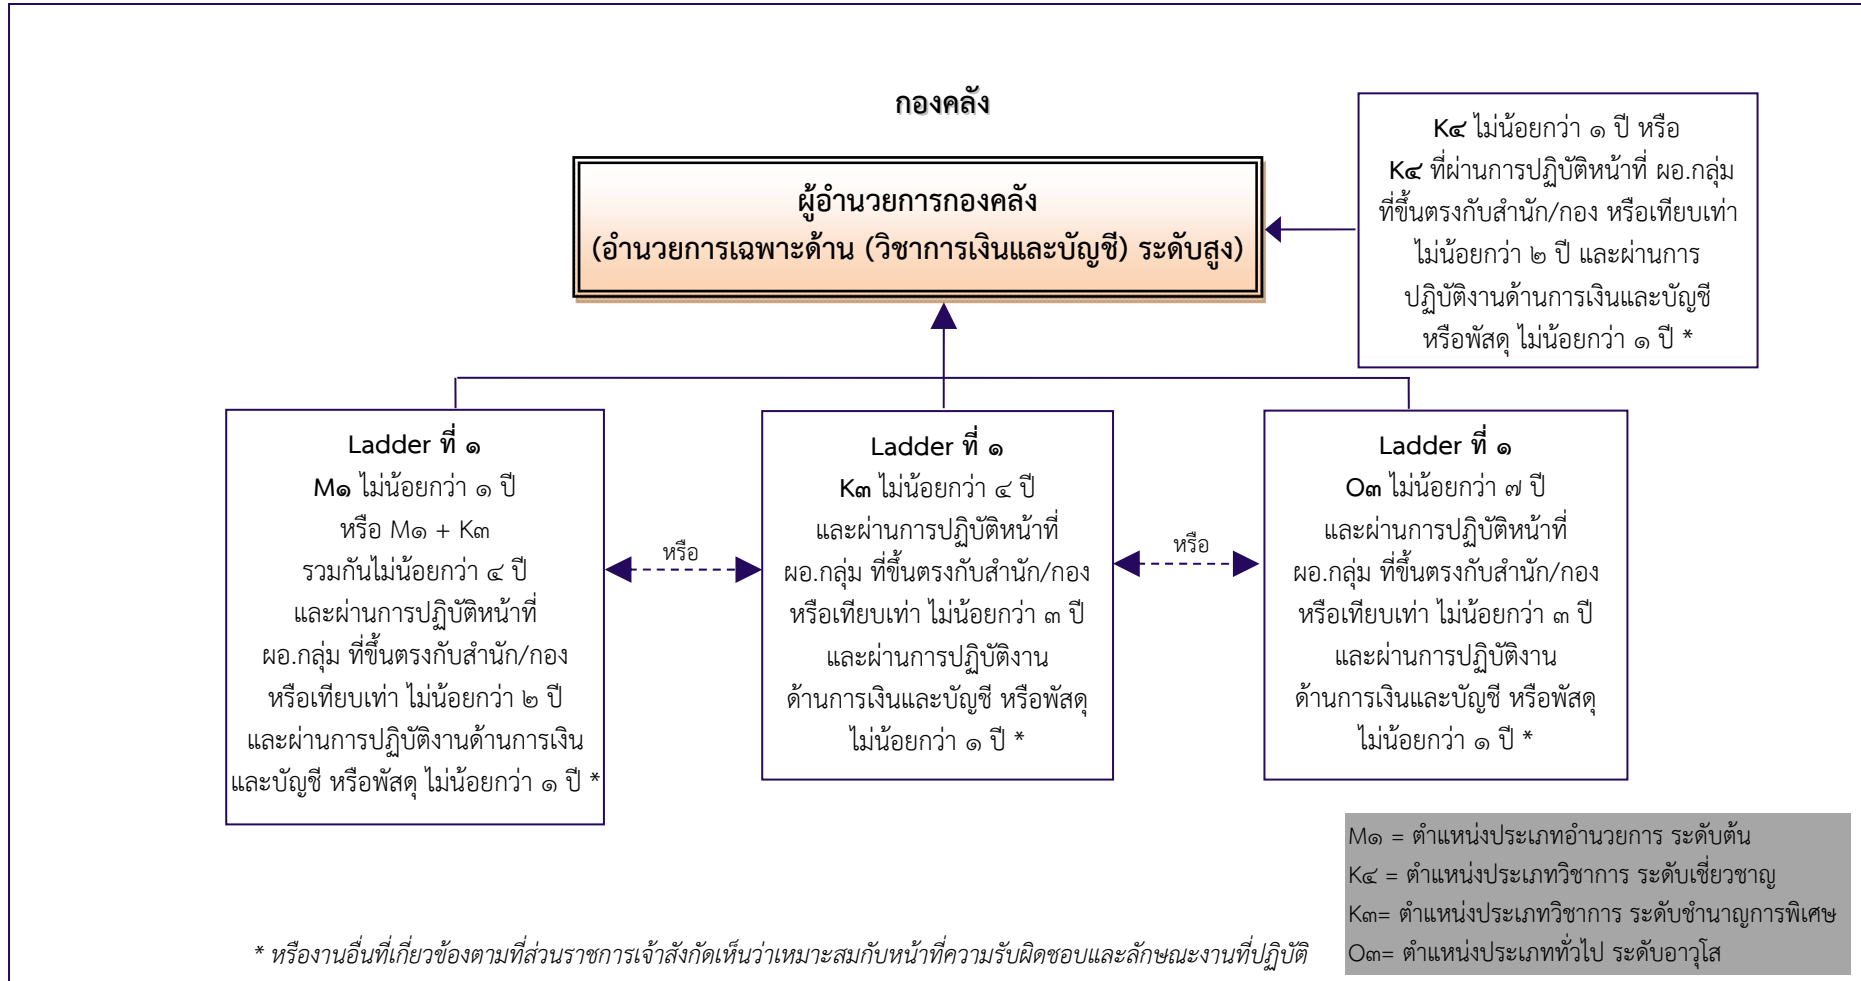 กองคลัง
ผู้อำนวยการกองคลัง
(อำนวยการเฉพาะด้าน (วิชาการเงินและบัญชี) ระดับสูง)
K๔ ไม่น้อยกว่า ๑ ปี หรือ
K๔ ที่ผ่านการปฏิบัติหน้าที่ ผอ.กลุ่ม
ที่ขึ้นตรงกับสำนัก/กอง หรือเทียบเท่า
ไม่น้อยกว่า ๒ ปี และผ่านการ
ปฏิบัติงานด้านการเงินและบัญชี
หรือพัสดุ ไม่น้อยกว่า ๑ ปี *
Ladder ที่ ๑
M๑ ไม่น้อยกว่า ๑ ปี
หรือ M๑ + K๓
รวมกันไม่น้อยกว่า ๔ ปี
และผ่านการปฏิบัติหน้าที่
ผอ.กลุ่ม ที่ขึ้นตรงกับสำนัก/กอง
หรือเทียบเท่า ไม่น้อยกว่า ๒ ปี
และผ่านการปฏิบัติงานด้านการเงิน
และบัญชี หรือพัสดุ ไม่น้อยกว่า ๑ ปี *
หรือ
Ladder ที่ ๑
K๓ ไม่น้อยกว่า ๔ ปี
และผ่านการปฏิบัติหน้าที่
ผอ.กลุ่ม ที่ขึ้นตรงกับสำนัก/กอง
หรือเทียบเท่า ไม่น้อยกว่า ๓ ปี
และผ่านการปฏิบัติงาน
ด้านการเงินและบัญชี หรือพัสดุ
ไม่น้อยกว่า ๑ ปี *
หรือ
Ladder ที่ ๑
O๓ ไม่น้อยกว่า ๗ ปี
และผ่านการปฏิบัติหน้าที่
ผอ.กลุ่ม ที่ขึ้นตรงกับสำนัก/กอง
หรือเทียบเท่า ไม่น้อยกว่า ๓ ปี
และผ่านการปฏิบัติงาน
ด้านการเงินและบัญชี หรือพัสดุ
ไม่น้อยกว่า ๑ ปี *
M๑ = ตำแหน่งประเภทอำนวยการ ระดับต้น
K๔ = ตำแหน่งประเภทวิชาการ ระดับเชี่ยวชาญ
K๓= ตำแหน่งประเภทวิชาการ ระดับชำนาญการพิเศษ
O๓= ตำแหน่งประเภททั่วไป ระดับอาวุโส
* หรืองานอื่นที่เกี่ยวข้องตามที่ส่วนราชการเจ้าสังกัดเห็นว่าเหมาะสมกับหน้าที่ความรับผิดชอบและลักษณะงานที่ปฏิบัติ